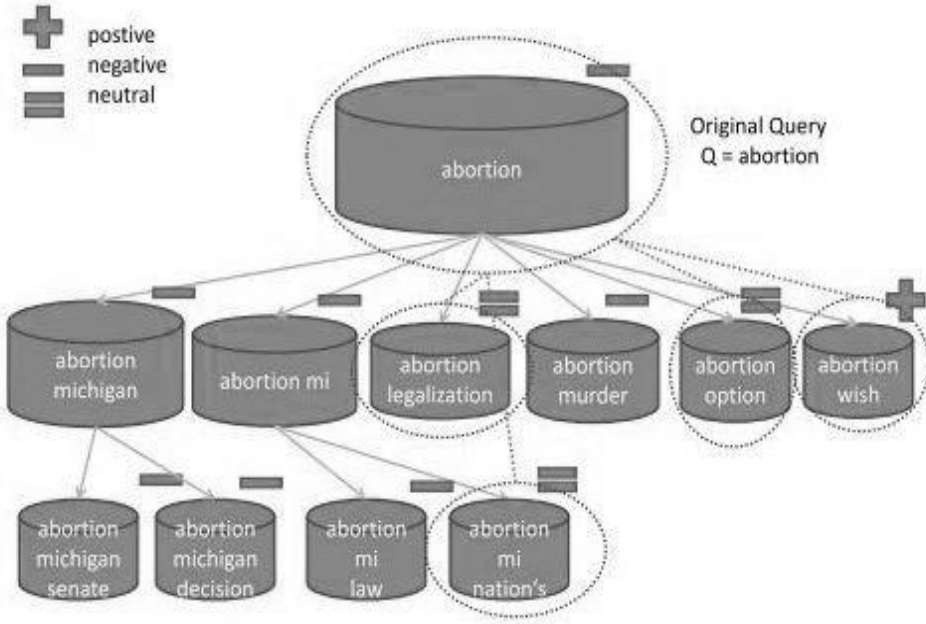 postive
negative
neutral
abortion
Original Query
Q = abortion
abortion
michigan
abortion mi
abortion
legalization
abortion
murder
abortion
option
abortion
wish
abortion
michigan
senate
abortion
michigan
decision
abortion
mi
law
abortion
mi
nation's